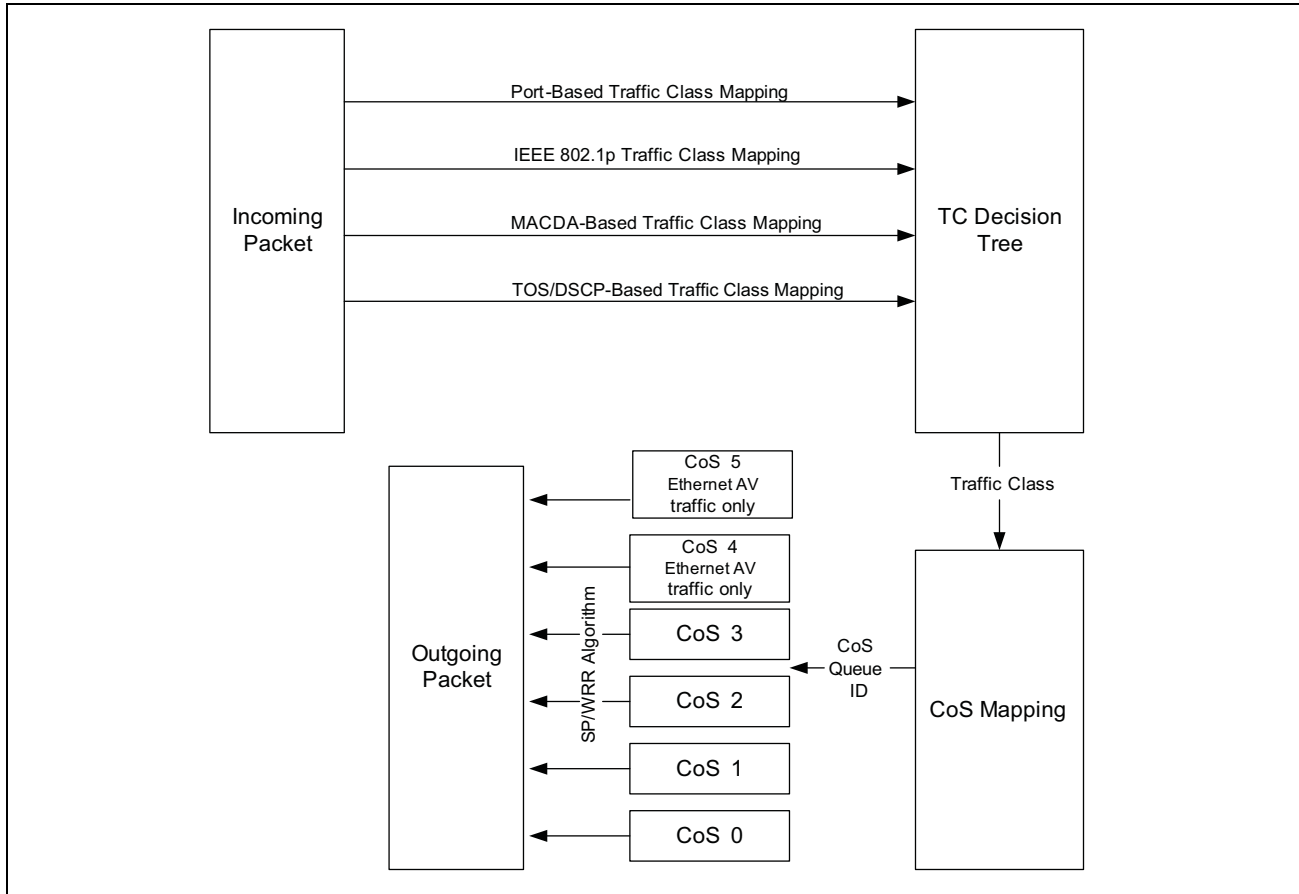 Port-Based Traffic Class Mapping
IEEE 802.1p Traffic Class Mapping
MACDA-Based Traffic Class Mapping
TOS/DSCP-Based Traffic Class Mapping
Incoming
Packet
TC Decision
Tree
Traffic Class
CoS 5
Ethernet AV
traffic only
CoS 4
Ethernet AV
traffic only
CoS 3
CoS 2
CoS 1
CoS 0
SP/WRR Algorithm
Outgoing
Packet
CoS
Queue
ID
CoS Mapping